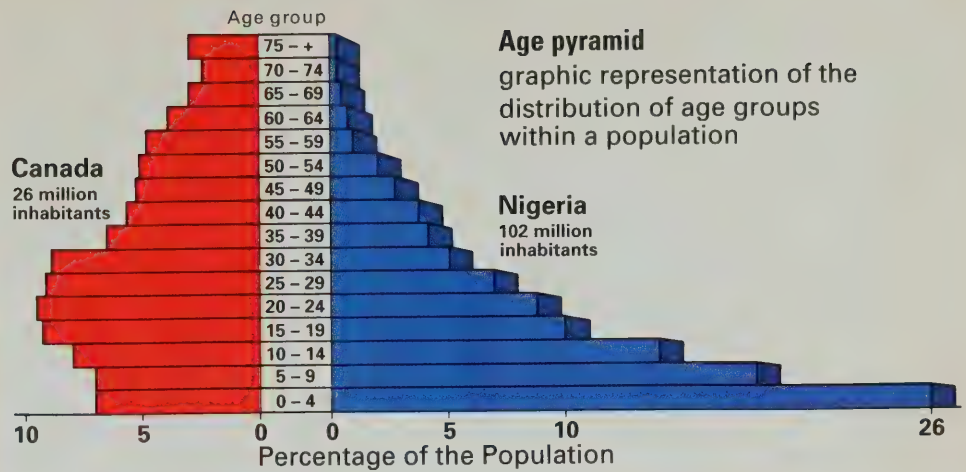 Age group
Age pyramid
graphic representation of the
distribution of age groups
within a population
75 – +
70 – 74
65 – 69
60 – 64
55 – 59
50 – 54
45 – 49
40 – 44
35 – 39
30 – 34
25 – 29
20 – 24
15 – 19
10 – 14
5 – 9
0 – 4
Canada
26 million
inhabitants
Nigeria
102 million
inhabitants
10 5 0 0 5 10 26
Percentage of the Population